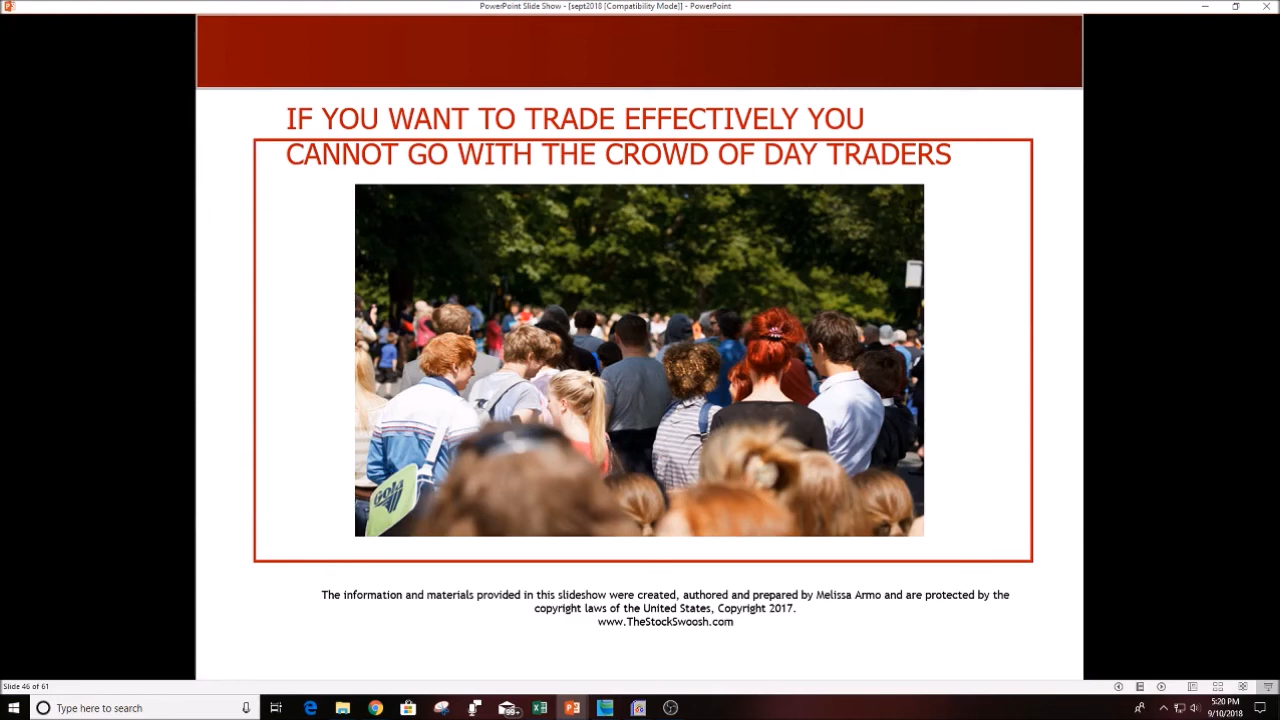 PowerPoint Slide Show - [sept2018 [Compatibility Mode]] - PowerPoint
IF YOU WANT TO TRADE EFFECTIVELY YOU
CANNOT GO WITH THE CROWD OF DAY TRADERS
Gola
The information and materials provided in this slideshow were created, authored and prepared by Melissa Armo and are protected by the
copyright laws of the United States, Copyright 2017.
www.TheStockSwoosh.com
Slide 46 of 61
Type here to search
99+
5:20 PM
9/10/2018